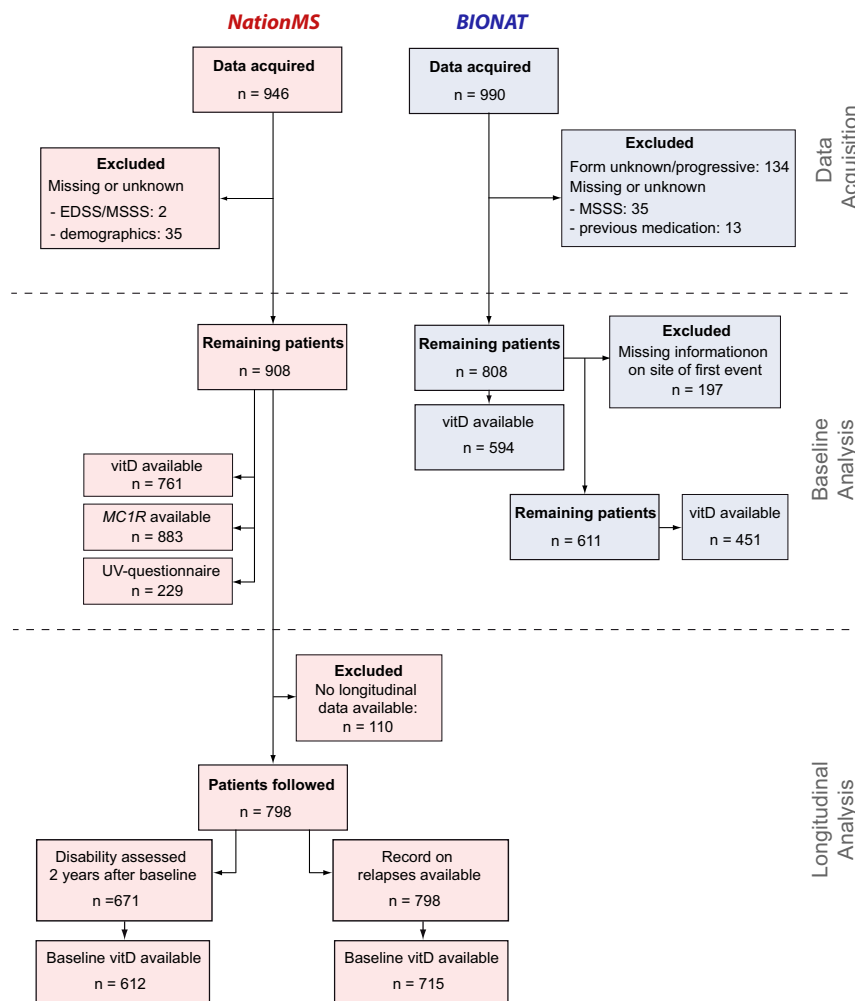 NationMS
BIONAT
Data acquired
n = 946
Data acquired
n = 990
Excluded
Missing or unknown
- EDSS/MSSS: 2
- demographics: 35
Excluded
Form unknown/progressive: 134
Missing or unknown
- MSSS: 35
- previous medication: 13
Data
Acquisition
Remaining patients
n = 908
Remaining patients
n = 808
Excluded
Missing informationon
on site of first event
n = 197
vitD available
n = 594
vitD available
n = 761
MC1R available
n = 883
UV-questionnaire
n = 229
Remaining patients
n = 611
vitD available
n = 451
Baseline
Analysis
Excluded
No longitudinal
data available:
n = 110
Patients followed
n = 798
Disability assessed
2 years after baseline
n =671
Record on
relapses available
n = 798
Baseline vitD available
n = 612
Baseline vitD available
n = 715
Longitudinal
Analysis